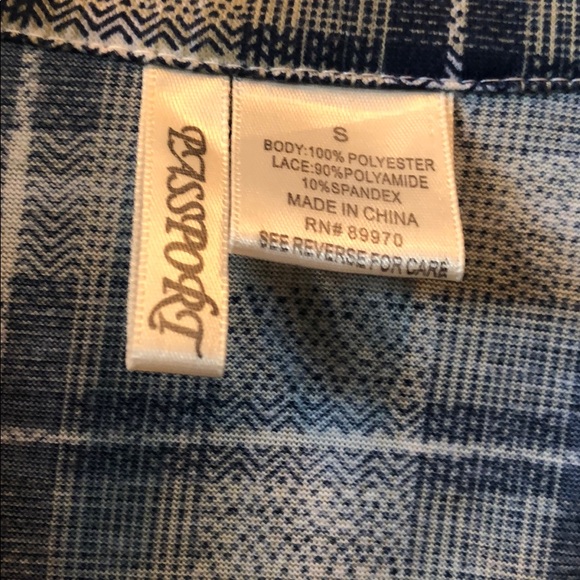 PASSPORT
S
BODY:100% POLYESTER
LACE:90%POLYAMIDE
10%SPANDEX
MADE IN CHINA
RN# 89970
SEE REVERSE FOR CARE